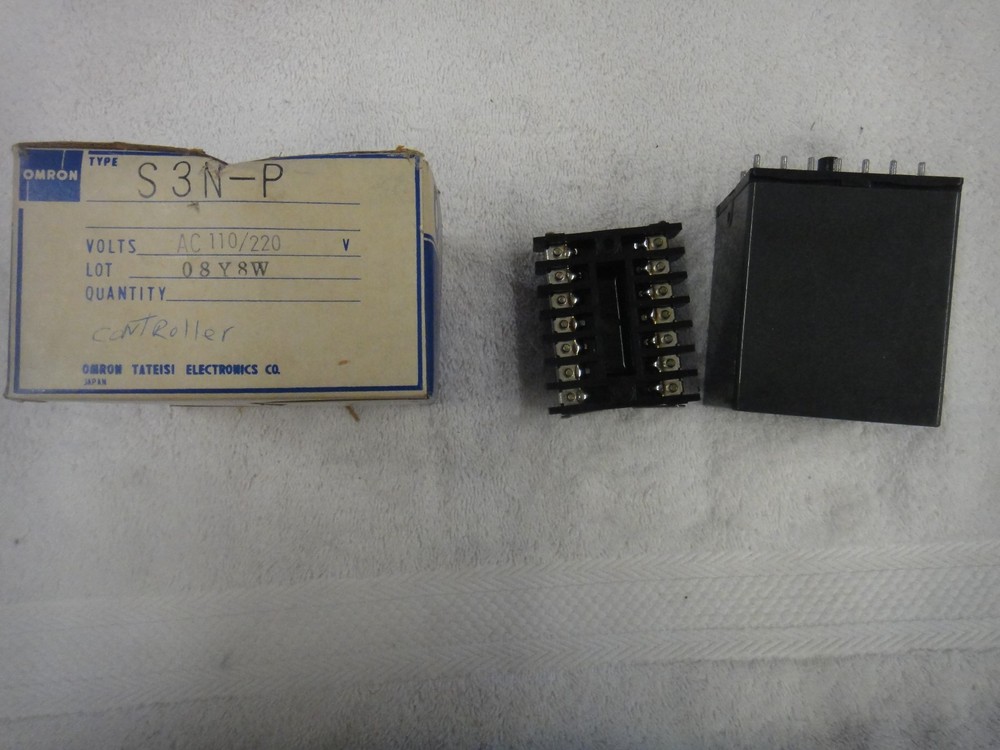 OMRON
TYPE S3N-P
VOLTS AC 110/220 V
LOT 08Y8W
QUANTITY
CONTRoller
OMRON TATEISI ELECTRONICS CO.
JAPAN